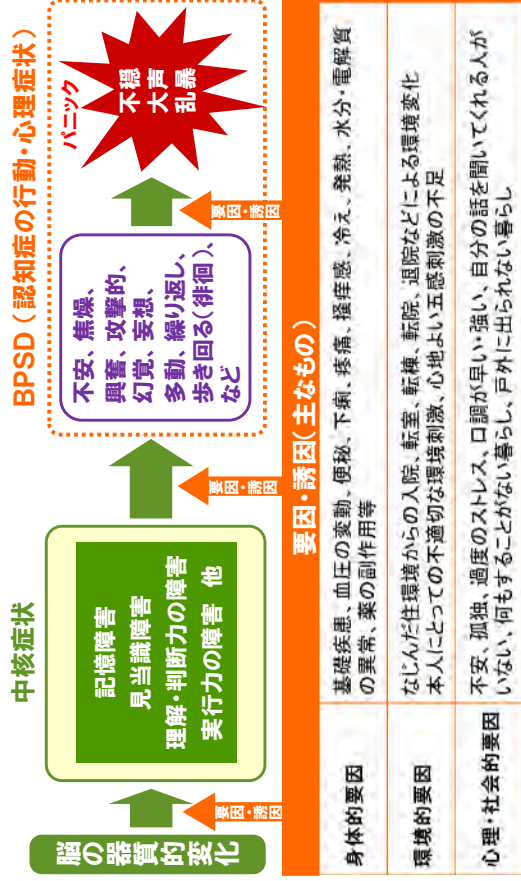 中核症状
BPSD(認知症の行動・心理症状)
脳の器質的変化
記憶障害
見当識障害
理解・判断力の障害
実行力の障害 他
不安、焦燥、
興奮、攻撃的、
幻覚、妄想、
多動、繰り返し、
歩き回る(徘徊)、
など
パニック
不穏
大声
乱暴
要因・誘因
要因・誘因
要因・誘因
要因・誘因(主なもの)
身体的要因
基礎疾患、血圧の変動、便秘、下痢、疼痛、掻痒感、冷え、発熱、水分・電解質
の異常、薬の副作用等
環境的要因
なじんだ住環境からの入院、転室、転棟、転院、退院などによる環境変化
本人にとっての不適切な環境刺激、心地よい五感刺激の不足
心理・社会的要因
不安、孤独、過度のストレス、口調が早い・強い、自分の話を聞いてくれる人が
いない、何もすることがない暮らし、戸外に出られない暮らし